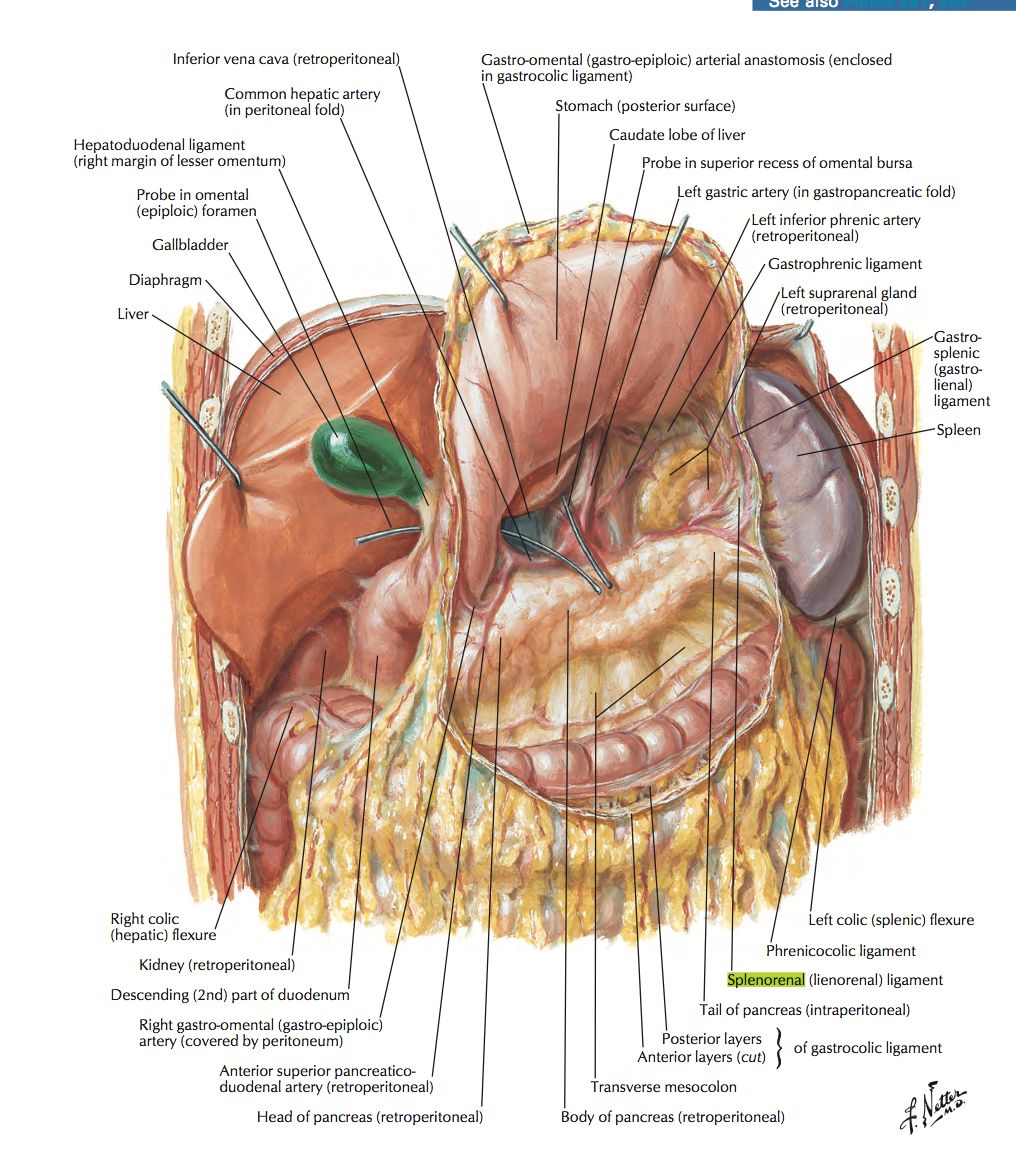 See also Plates 261, 264
Inferior vena cava (retroperitoneal)
Gastro-omental (gastro-epiploic) arterial anastomosis (enclosed
in gastrocolic ligament)
Common hepatic artery
(in peritoneal fold)
Stomach (posterior surface)
Caudate lobe of liver
Hepatoduodenal ligament
(right margin of lesser omentum)
Probe in superior recess of omental bursa
Left gastric artery (in gastropancreatic fold)
Probe in omental
(epiploic) foramen
Left inferior phrenic artery
(retroperitoneal)
Gallbladder
Gastrophrenic ligament
Diaphragm
Left suprarenal gland
(retroperitoneal)
Liver
Gastro-
splenic
(gastro-
lienal)
ligament
Spleen
Right colic
(hepatic) flexure
Left colic (splenic) flexure
Phrenicocolic ligament
Kidney (retroperitoneal)
Splenorenal (lienorenal) ligament
Descending (2nd) part of duodenum
Tail of pancreas (intraperitoneal)
Right gastro-omental (gastro-epiploic)
artery (covered by peritoneum)
Posterior layers
Anterior layers (cut)
of gastrocolic ligament
Anterior superior pancreatico-
duodenal artery (retroperitoneal)
Transverse mesocolon
Head of pancreas (retroperitoneal)
Body of pancreas (retroperitoneal)
F. Netter
M.D.